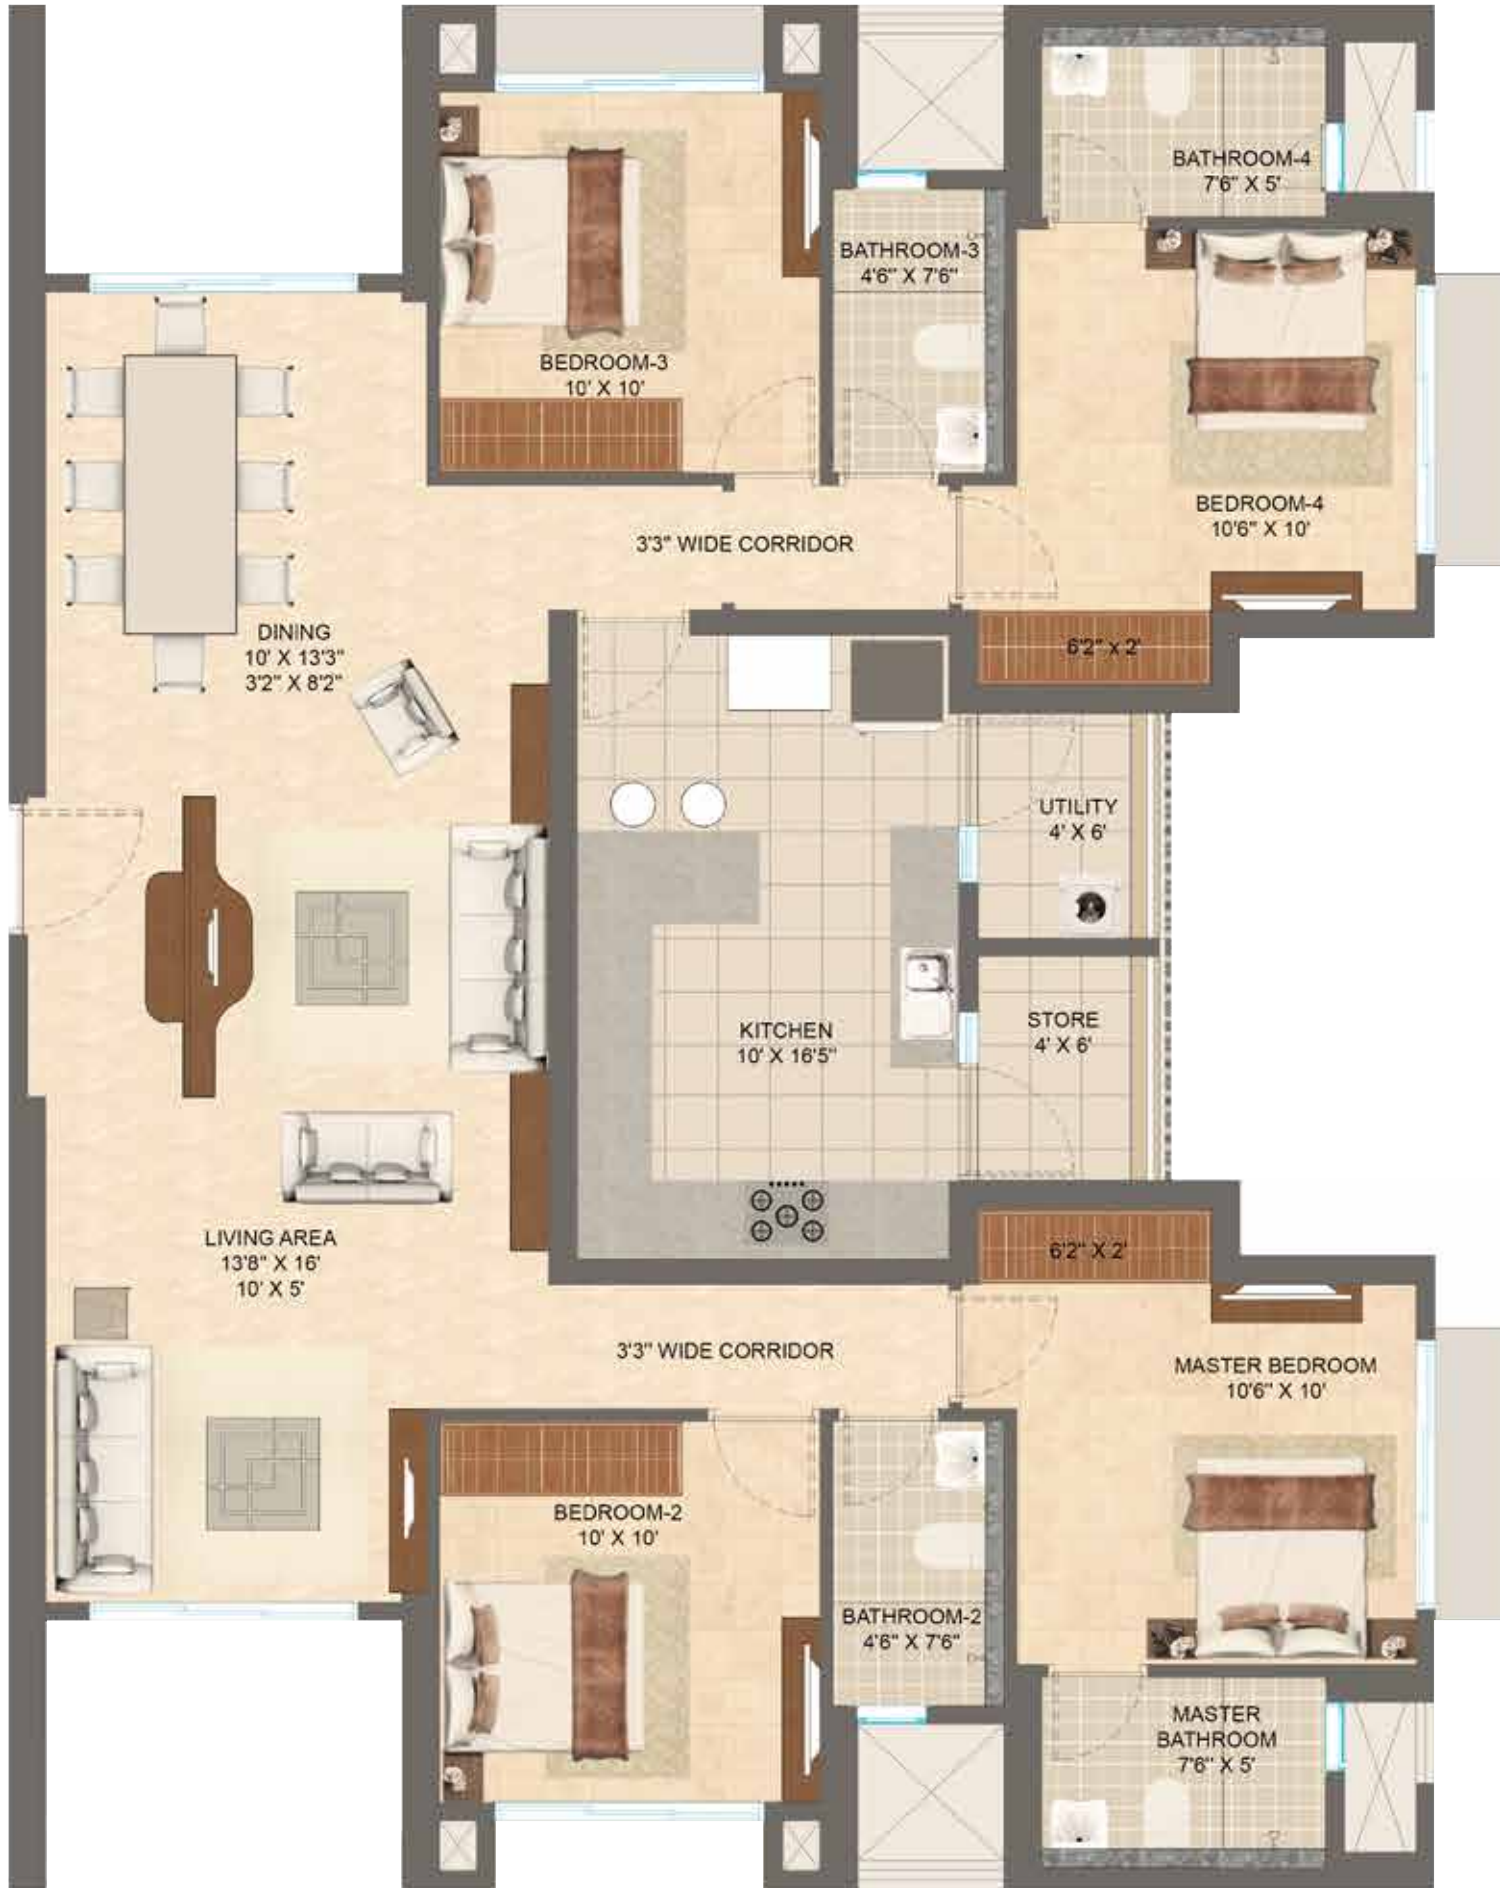 BATHROOM-4
7'6" X 5'
BATHROOM-3
4'6" X 7'6"
BEDROOM-3
10' X 10'
BEDROOM-4
10'6" X 10'
3'3" WIDE CORRIDOR
DINING
10' X 13'3"
3'2" X 8'2"
6'2" x 2'
UTILITY
4' X 6'
STORE
4' X 6'
KITCHEN
10' X 16'5"
LIVING AREA
13'8" X 16'
10' X 5'
6'2" X 2'
3'3" WIDE CORRIDOR
MASTER BEDROOM
10'6" X 10'
BEDROOM-2
10' X 10'
BATHROOM-2
4'6" X 7'6"
MASTER
BATHROOM
7'6" X 5'